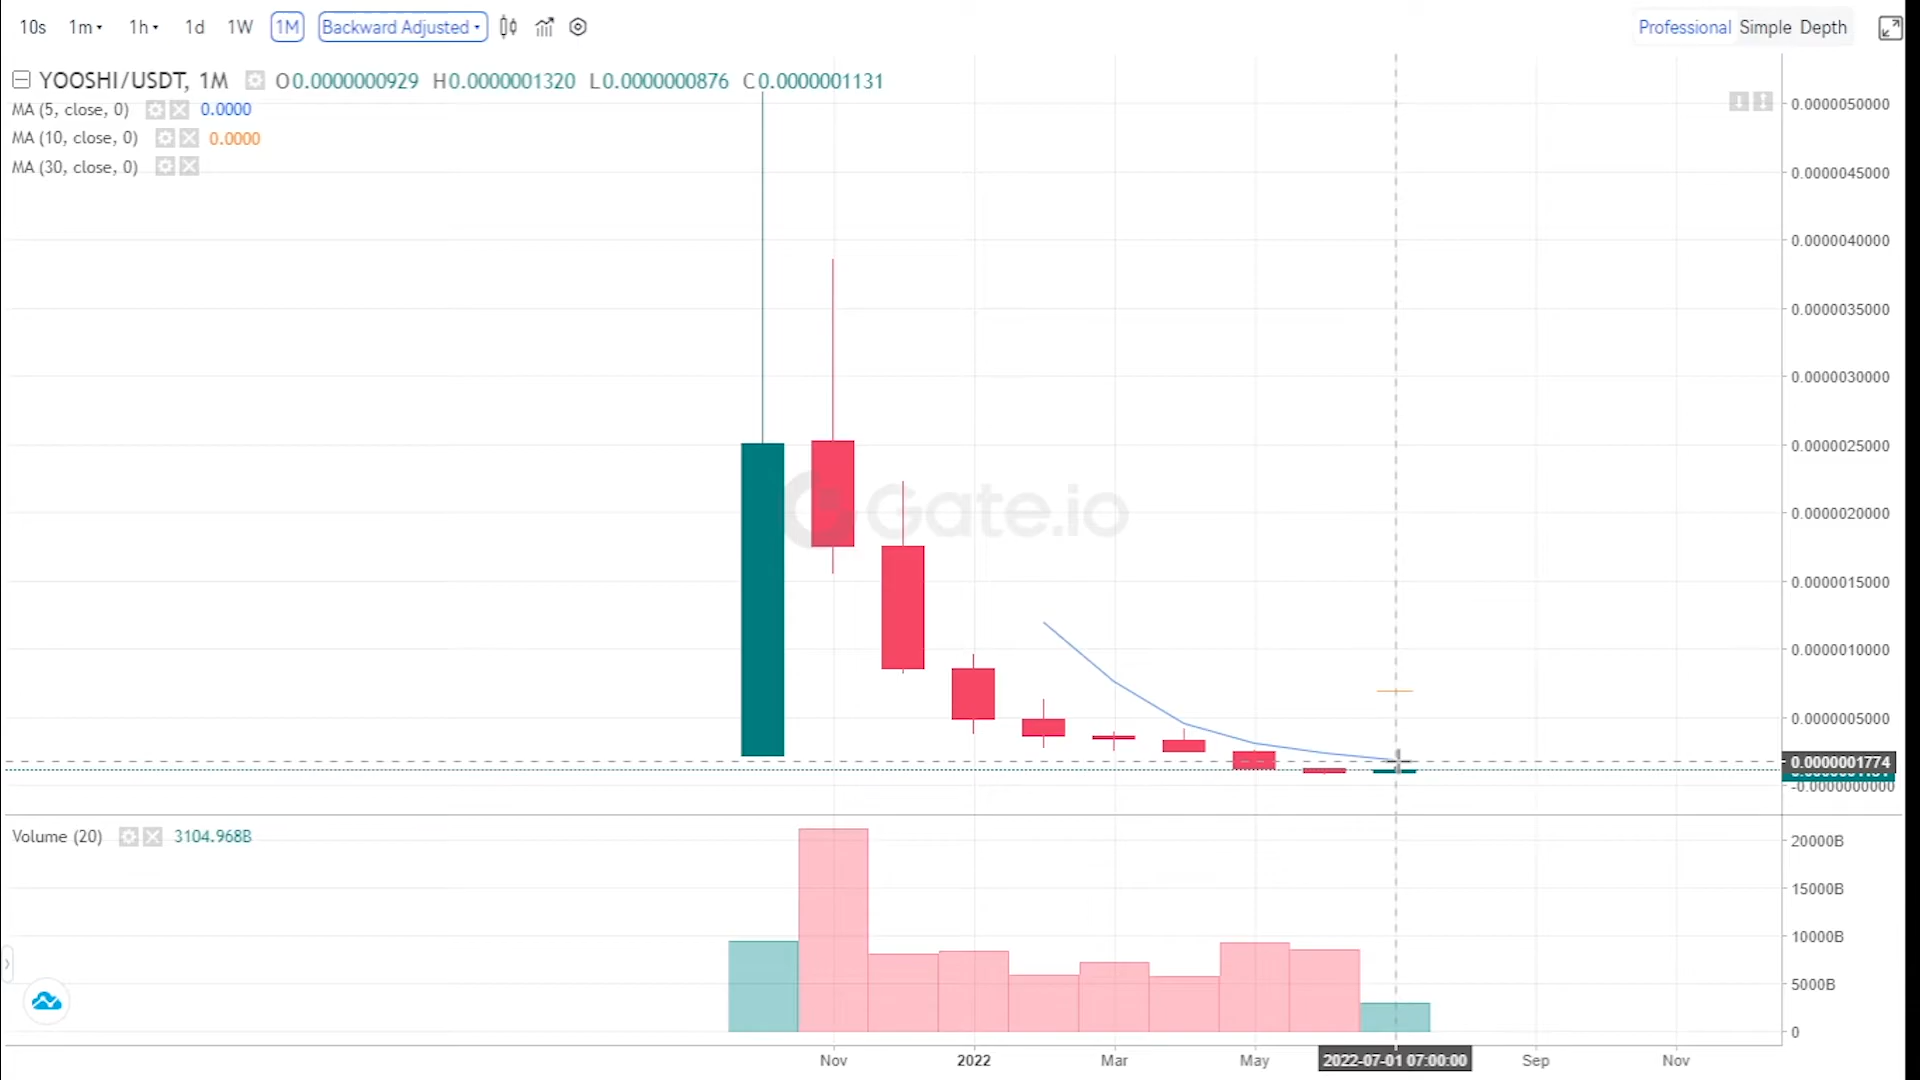 10s 1m 1h 1d 1W 1M Backward Adjusted Professional Simple Depth
YOOSHI/USDT, 1M O0.0000000929 H0.0000001320 L0.0000000876 C0.0000001131
MA (5, close, 0) 0.0000
MA (10, close, 0) 0.0000
MA (30, close, 0)
0.0000050000
0.0000045000
0.0000040000
0.0000035000
0.0000030000
0.0000025000
Gate.io
0.0000020000
0.0000015000
0.0000010000
0.0000005000
0.0000001774
-0.0000000000
Volume (20) 3104.968B
20000B
15000B
10000B
5000B
0
Nov 2022 Mar May 2022-07-01 07:00:00 Sep Nov